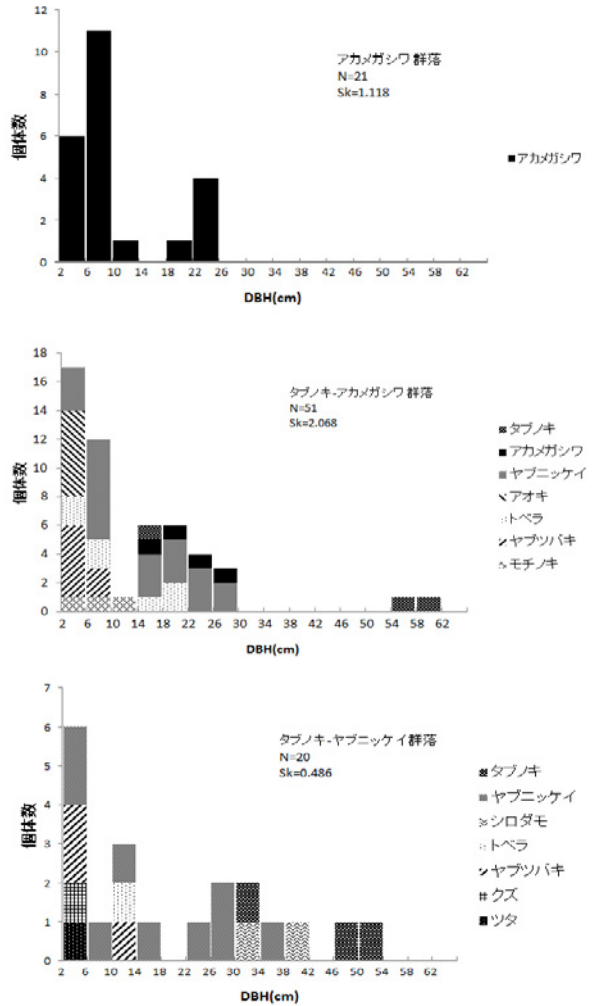 12
10
8
6
4
2
0
個体数
アカメガシワ群落
N=21
Sk=1.118
アカメガシワ
2 6 10 14 18 22 26 30 34 38 42 46 50 54 58 62
DBH(cm)
18
16
14
12
10
8
6
4
2
0
個体数
タブノキ-アカメガシワ群落
N=51
Sk=2.068
タブノキ
アカメガシワ
ヤブニッケイ
アオキ
トベラ
ヤブツバキ
モチノキ
2 6 10 14 18 22 26 30 34 38 42 46 50 54 58 62
DBH(cm)
7
6
5
4
3
2
1
0
個体数
タブノキ-ヤブニッケイ群落
N=20
Sk=0.486
タブノキ
ヤブニッケイ
シロダモ
トベラ
ヤブツバキ
クズ
ツタ
2 6 10 14 18 22 26 30 34 38 42 46 50 54 58 62
DBH(cm)